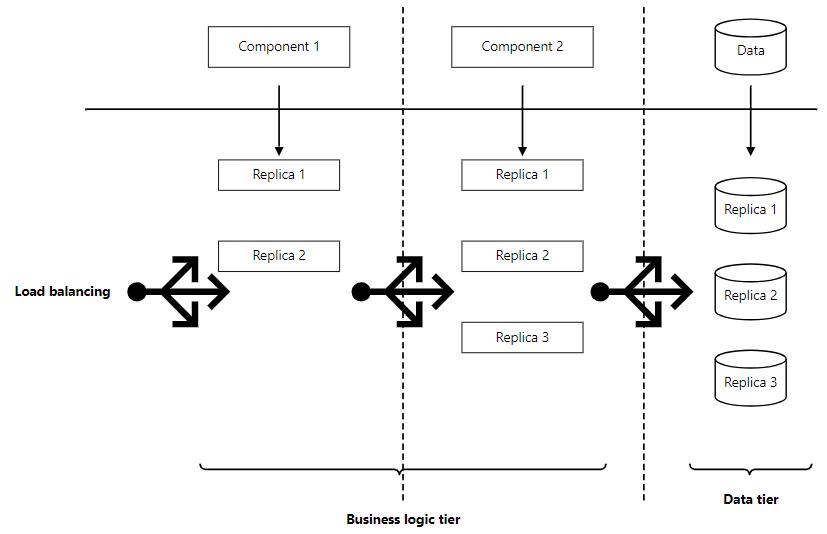 Component 1
Component 2
Data
Replica 1
Replica 1
Replica 1
Replica 2
Replica 2
Load balancing
Replica 2
Replica 3
Replica 3
Business logic tier
Data tier